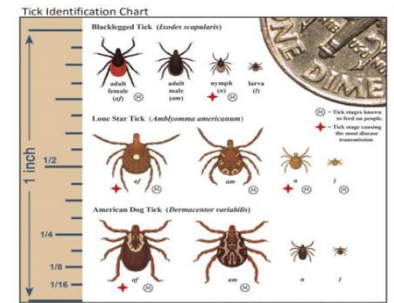 Tick Identification Chart
Blacklegged Tick (Ixodes scapularis)
adult female (af)
adult male (am)
nymph (n)
larva (l)
ONE DIME
= Tick stages known to feed on people.
= Tick stage causing the most disease transmission
Lone Star Tick (Amblyomma americanum)
af
am
n
l
1 inch
1/2
1/4
1/8
1/16
American Dog Tick (Dermacentor variabilis)
af
am
n
l